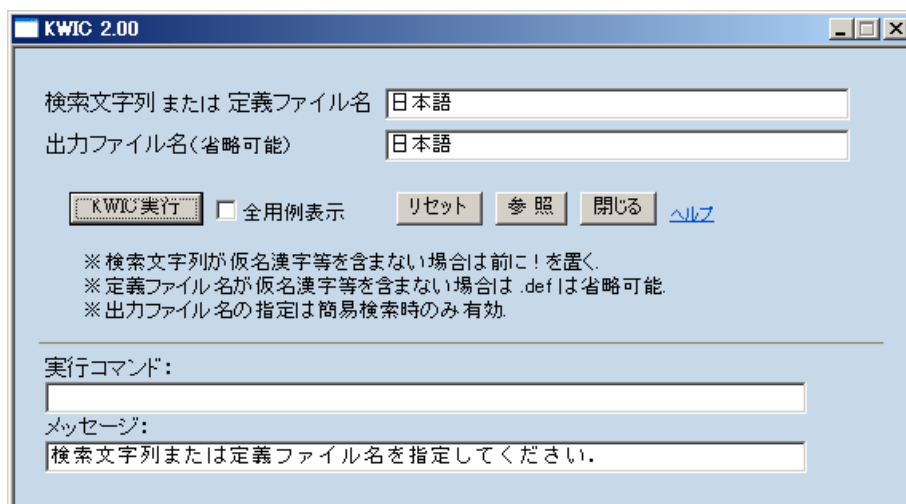 KWIC 2.00
検索文字列 または 定義ファイル名 日本語
出力ファイル名(省略可能) 日本語
KWIC実行 全用例表示 リセット 参 照 閉じる ヘルプ
※検索文字列が仮名漢字等を含まない場合は前に!を置く.
※定義ファイル名が仮名漢字等を含まない場合は .def は省略可能.
※出力ファイル名の指定は簡易検索時のみ有効.
実行コマンド:
メッセージ:
検索文字列または定義ファイル名を指定してください.